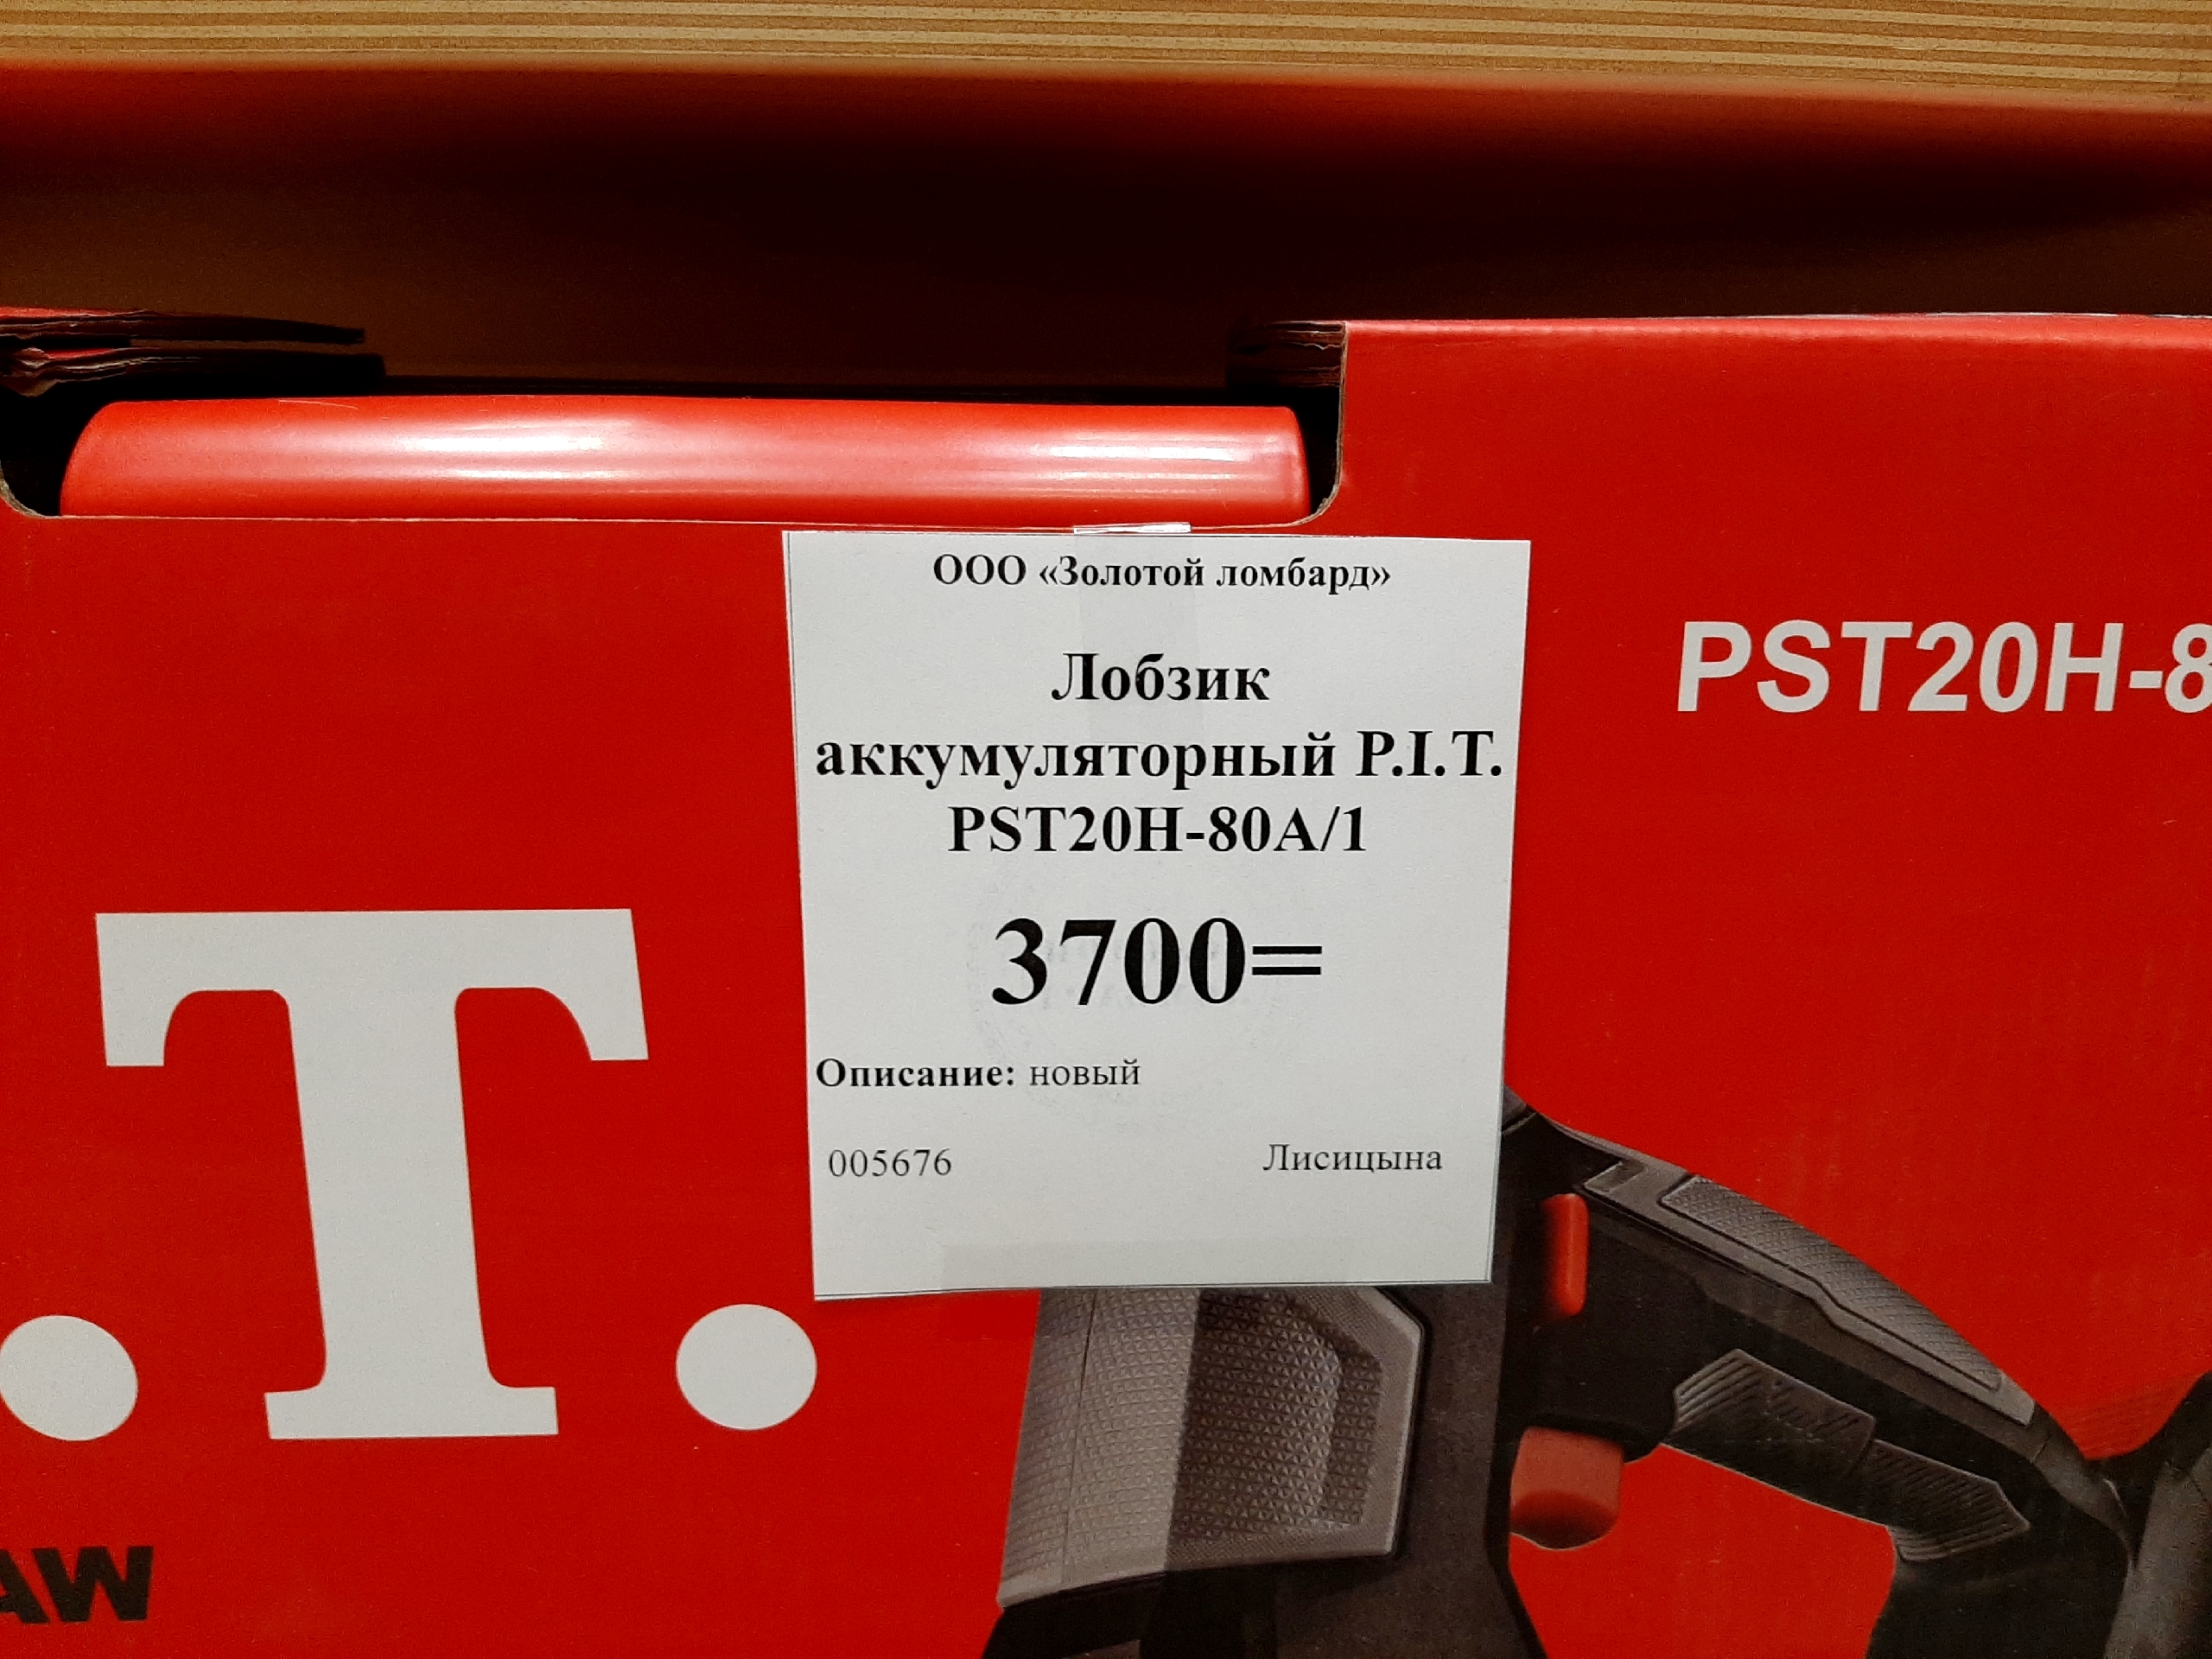 ООО «Золотой ломбард»
Лобзик
аккумуляторный P.I.T.
PST20H-80A/1
3700=
Описание: новый
005676 Лисицына
PST20H-8
.T.
AW